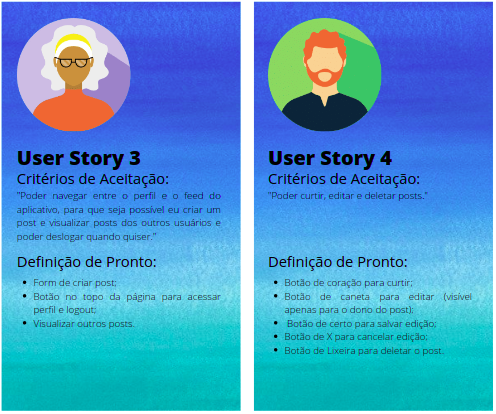 User Story 3
Critérios de Aceitação:
"Poder navegar entre o perfil e o feed do
aplicativo, para que seja possível eu criar um
post e visualizar posts dos outros usuários e
poder deslogar quando quiser."
Definição de Pronto:
• Form de criar post;
• Botão no topo da página para acessar
perfil e logout;
• Visualizar outros posts.
User Story 4
Critérios de Aceitação:
"Poder curtir, editar e deletar posts."
Definição de Pronto:
• Botão de coração para curtir;
• Botão de caneta para editar (visível
apenas para o dono do post);
• Botão de certo para salvar edição;
• Botão de X para cancelar edição;
• Botão de Lixeira para deletar o post.